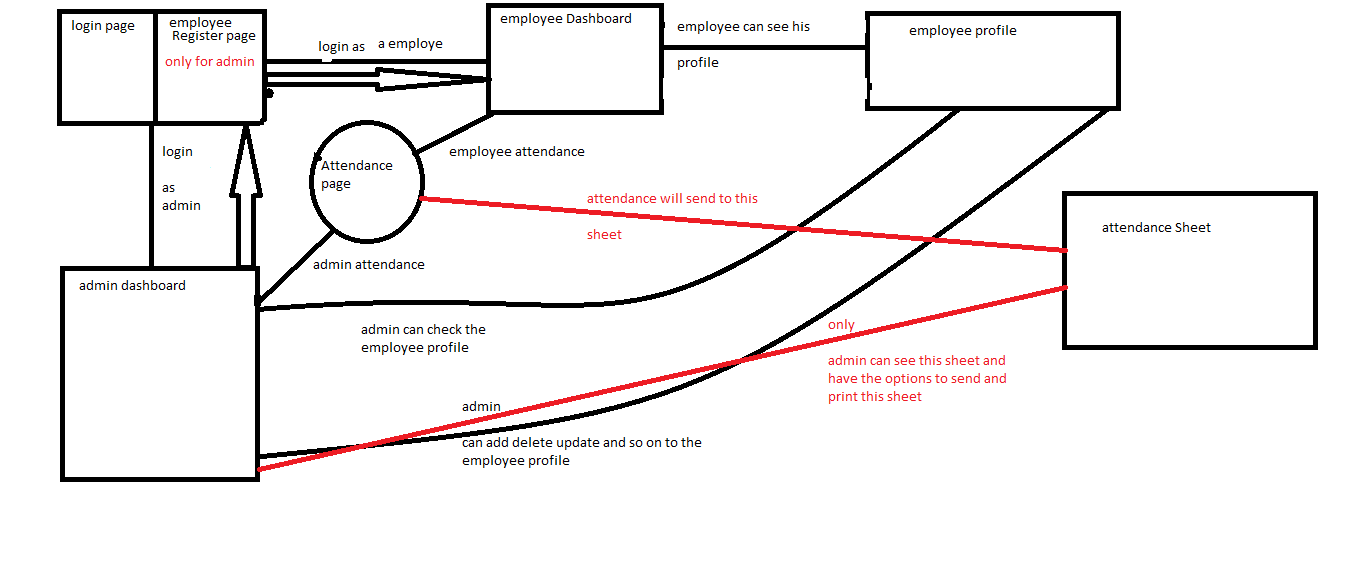 login page
employee
Register page
only for admin
login as
a employe
employee Dashboard
employee can see his
profile
employee profile
login
as
admin
Attendance
page
employee attendance
attendance will send to this
sheet
attendance Sheet
admin attendance
admin dashboard
admin can check the
employee profile
only
admin can see this sheet and
have the options to send and
print this sheet
admin
can add delete update and so on to the
employee profile